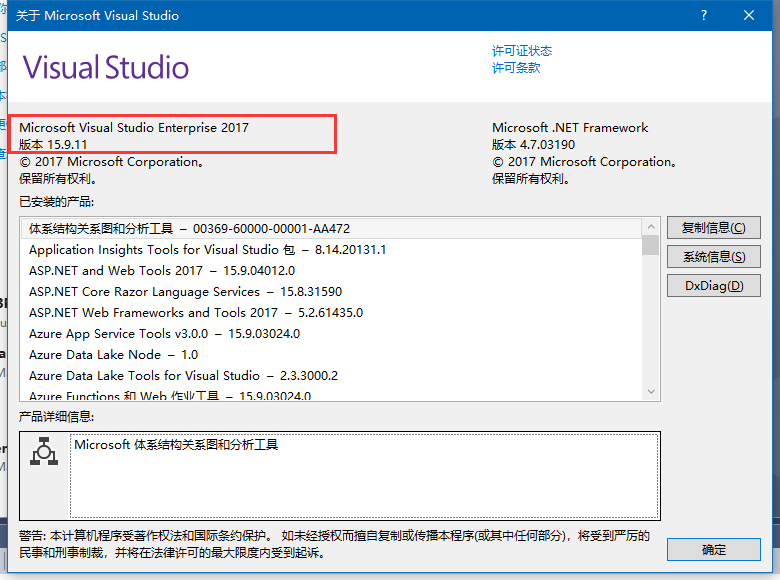 关于 Microsoft Visual Studio
?
Visual Studio
许可证状态
许可条款
Microsoft Visual Studio Enterprise 2017
版本 15.9.11
© 2017 Microsoft Corporation。
保留所有权利。
Microsoft .NET Framework
版本 4.7.03190
© 2017 Microsoft Corporation。
保留所有权利。
已安装的产品:
体系结构关系图和分析工具 – 00369-60000-00001-AA472
Application Insights Tools for Visual Studio 包 – 8.14.20131.1
ASP.NET and Web Tools 2017 – 15.9.04012.0
ASP.NET Core Razor Language Services – 15.8.31590
ASP.NET Web Frameworks and Tools 2017 – 5.2.61435.0
Azure App Service Tools v3.0.0 – 15.9.03024.0
Azure Data Lake Node – 1.0
Azure Data Lake Tools for Visual Studio – 2.3.3000.2
Azure Functions 和 Web 作业工具 – 15.9.03024.0
复制信息(C)
系统信息(S)
DxDiag(D)
产品详细信息:
Microsoft 体系结构关系图和分析工具
警告: 本计算机程序受著作权法和国际条约保护。 如未经授权而擅自复制或传播本程序(或其中任何部分)，将受到严厉的
民事和刑事制裁，并将在法律许可的最大限度内受到起诉。
确定